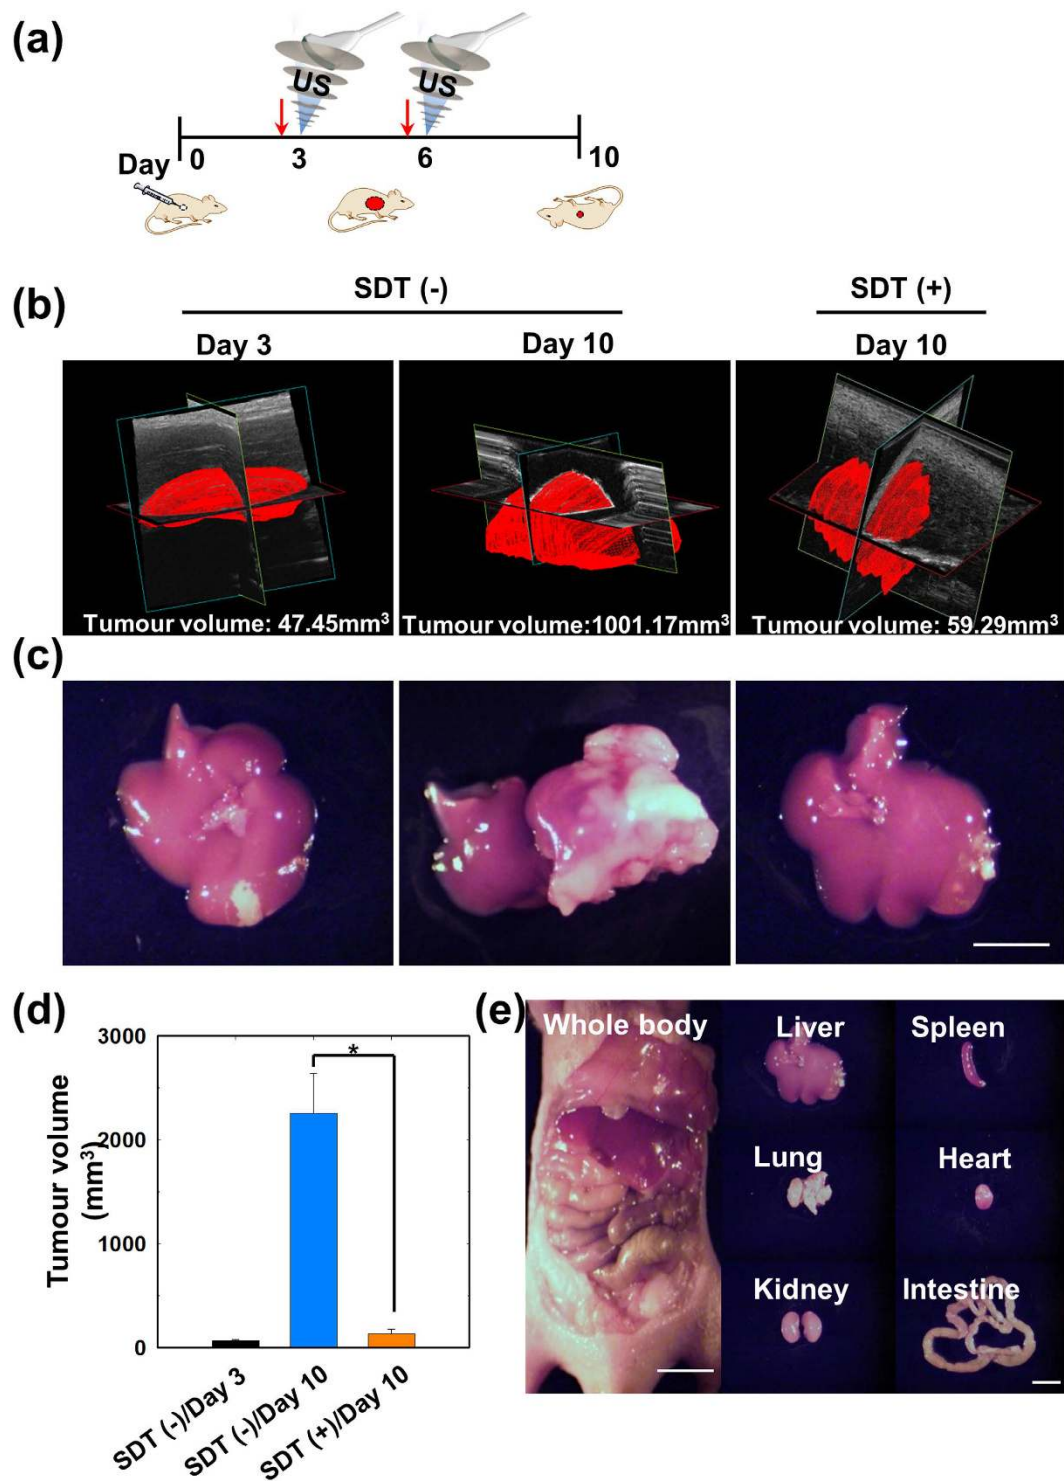 (a)
US US
Day 0 3 6 10
(b)
SDT (-) SDT (+)
Day 3 Day 10 Day 10
Tumour volume: 47.45mm³ Tumour volume:1001.17mm³ Tumour volume: 59.29mm³
(c)
(d)
Tumour volume
(mm³)
3000
2000
1000
0
*
SDT (-)/Day 3
SDT (-)/Day 10
SDT (+)/Day 10
(e)
Whole body Liver Spleen
Lung Heart
Kidney Intestine